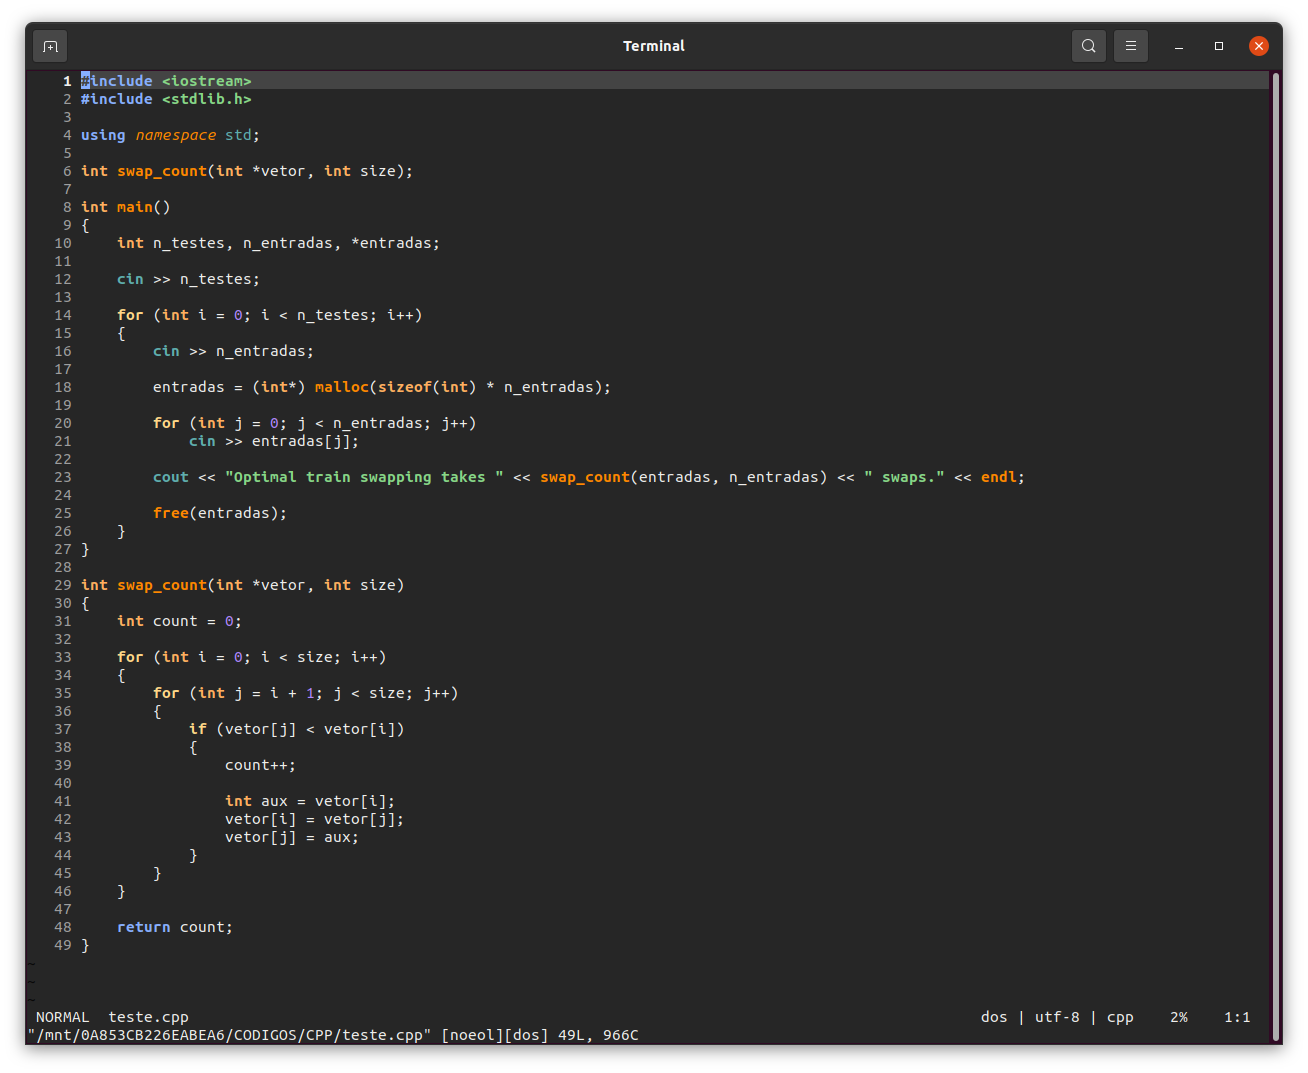 Terminal
1 #include <iostream>
2 #include <stdlib.h>
3
4 using namespace std;
5
6 int swap_count(int *vetor, int size);
7
8 int main()
9 {
10     int n_testes, n_entradas, *entradas;
11
12     cin >> n_testes;
13
14     for (int i = 0; i < n_testes; i++)
15     {
16         cin >> n_entradas;
17
18         entradas = (int*) malloc(sizeof(int) * n_entradas);
19
20         for (int j = 0; j < n_entradas; j++)
21             cin >> entradas[j];
22
23         cout << "Optimal train swapping takes " << swap_count(entradas, n_entradas) << " swaps." << endl;
24
25         free(entradas);
26     }
27 }
28
29 int swap_count(int *vetor, int size)
30 {
31     int count = 0;
32
33     for (int i = 0; i < size; i++)
34     {
35         for (int j = i + 1; j < size; j++)
36         {
37             if (vetor[j] < vetor[i])
38             {
39                 count++;
40
41                 int aux = vetor[i];
42                 vetor[i] = vetor[j];
43                 vetor[j] = aux;
44             }
45         }
46     }
47
48     return count;
49 }
~
~
~
NORMAL  teste.cpp    dos | utf-8 | cpp    2%    1:1
"/mnt/0A853CB226EABEA6/CODIGOS/CPP/teste.cpp" [noeol][dos] 49L, 966C